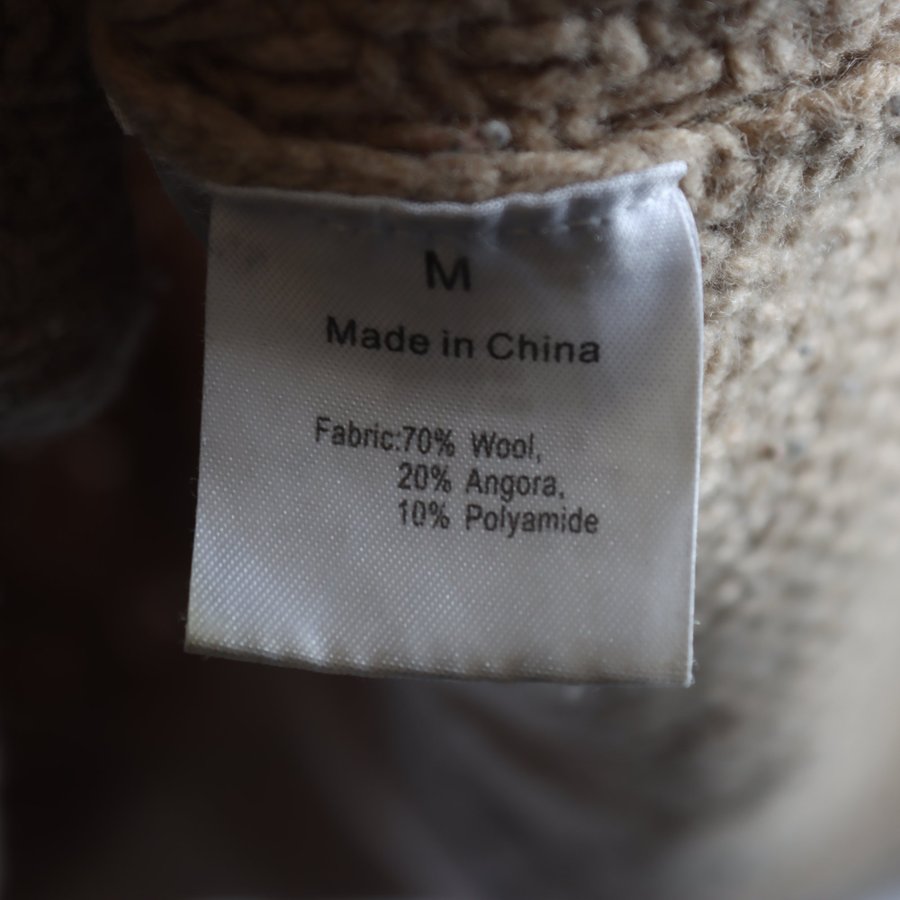 M
Made in China
Fabric:70% Wool,
20% Angora,
10% Polyamide